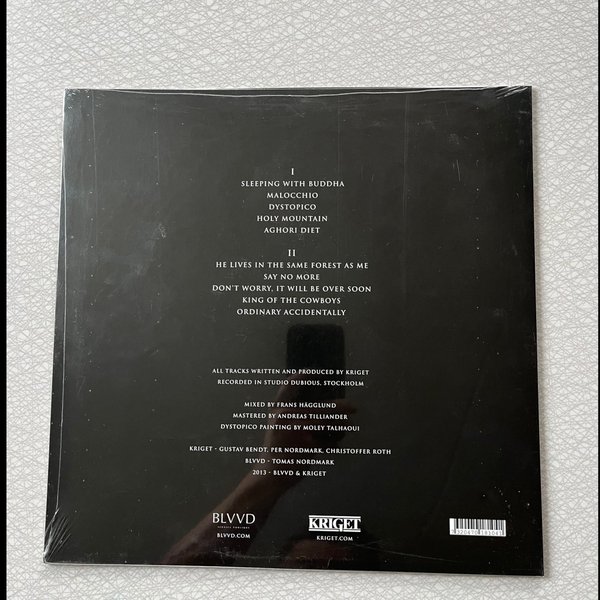 I
SLEEPING WITH BUDDHA
MALOCCHIO
DYSTOPICO
HOLY MOUNTAIN
AGHORI DIET
II
HE LIVES IN THE SAME FOREST AS ME
SAY NO MORE
DON'T WORRY, IT WILL BE OVER SOON
KING OF THE COWBOYS
ORDINARY ACCIDENTALLY
ALL TRACKS WRITTEN AND PRODUCED BY KRIGET
RECORDED IN STUDIO DUBIOUS, STOCKHOLM
MIXED BY FRANS HÄGGLUND
MASTERED BY ANDREAS TILLIANDER
DYSTOPICO PAINTING BY MOLEY TALHAOUI
KRIGET - GUSTAV BENDT, PER NORDMARK, CHRISTOFFER ROTH
BLVVD - TOMAS NORDMARK
2013 - BLVVD & KRIGET
BLVVD
BLVVD.COM
KRIGET
KRIGET.COM
7320470181041